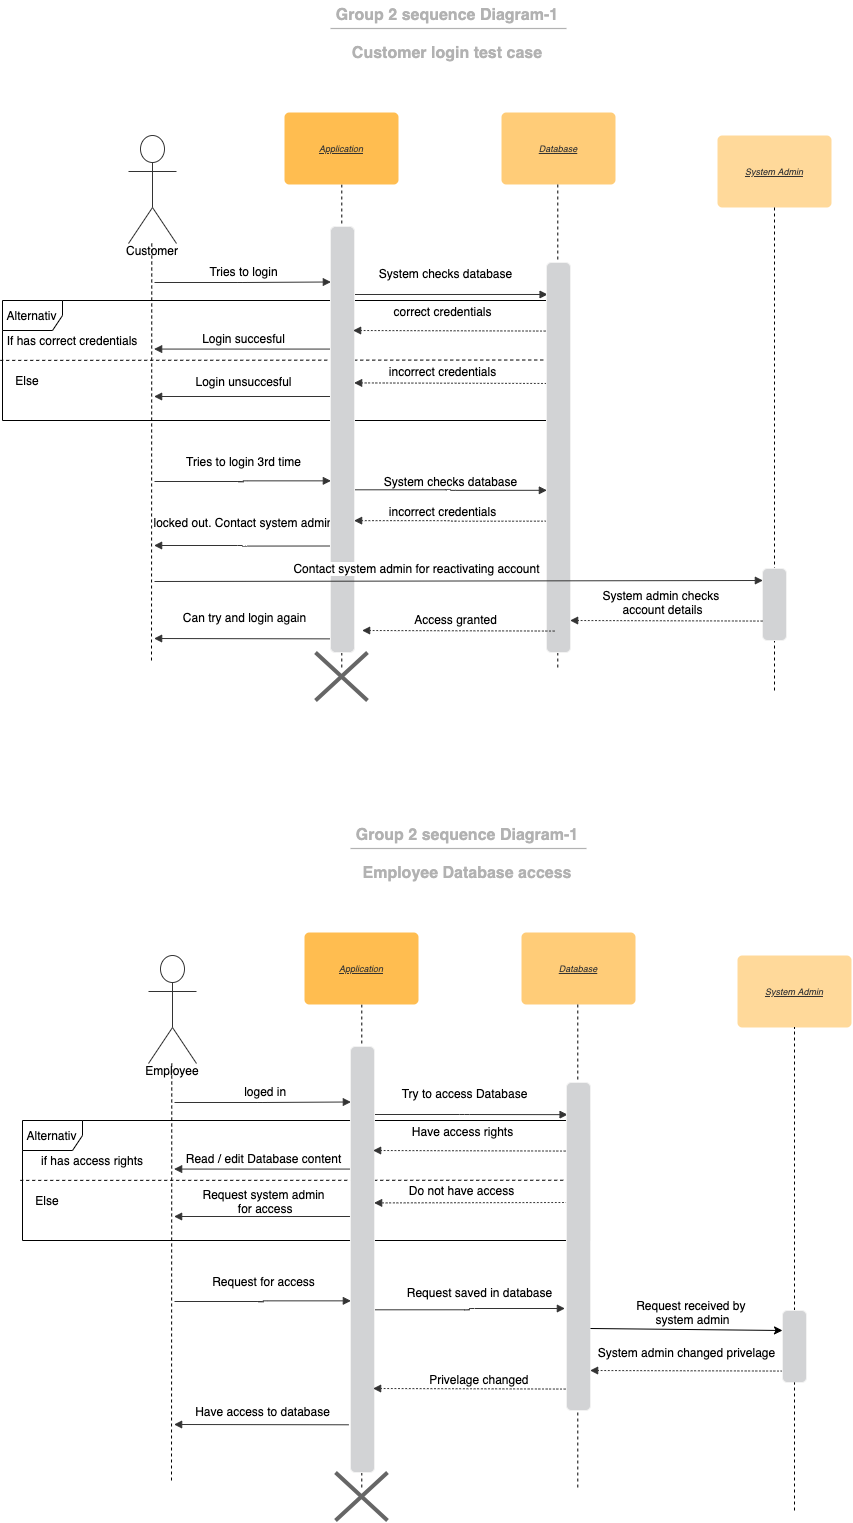 Group 2 sequence Diagram-1
Customer login test case
Application
Database
System Admin
Customer
Tries to login
System checks database
Alternativ
correct credentials
If has correct credentials
Login succesful
Else
incorrect credentials
Login unsuccesful
Tries to login 3rd time
System checks database
incorrect credentials
locked out. Contact system admin
Contact system admin for reactivating account
System admin checks
account details
Can try and login again
Access granted
Group 2 sequence Diagram-1
Employee Database access
Application
Database
System Admin
Employee
loged in
Try to access Database
Alternativ
Have access rights
if has access rights
Read / edit Database content
Else
Do not have access
Request system admin
for access
Request for access
Request saved in database
Request received by
system admin
System admin changed privelage
Privelage changed
Have access to database